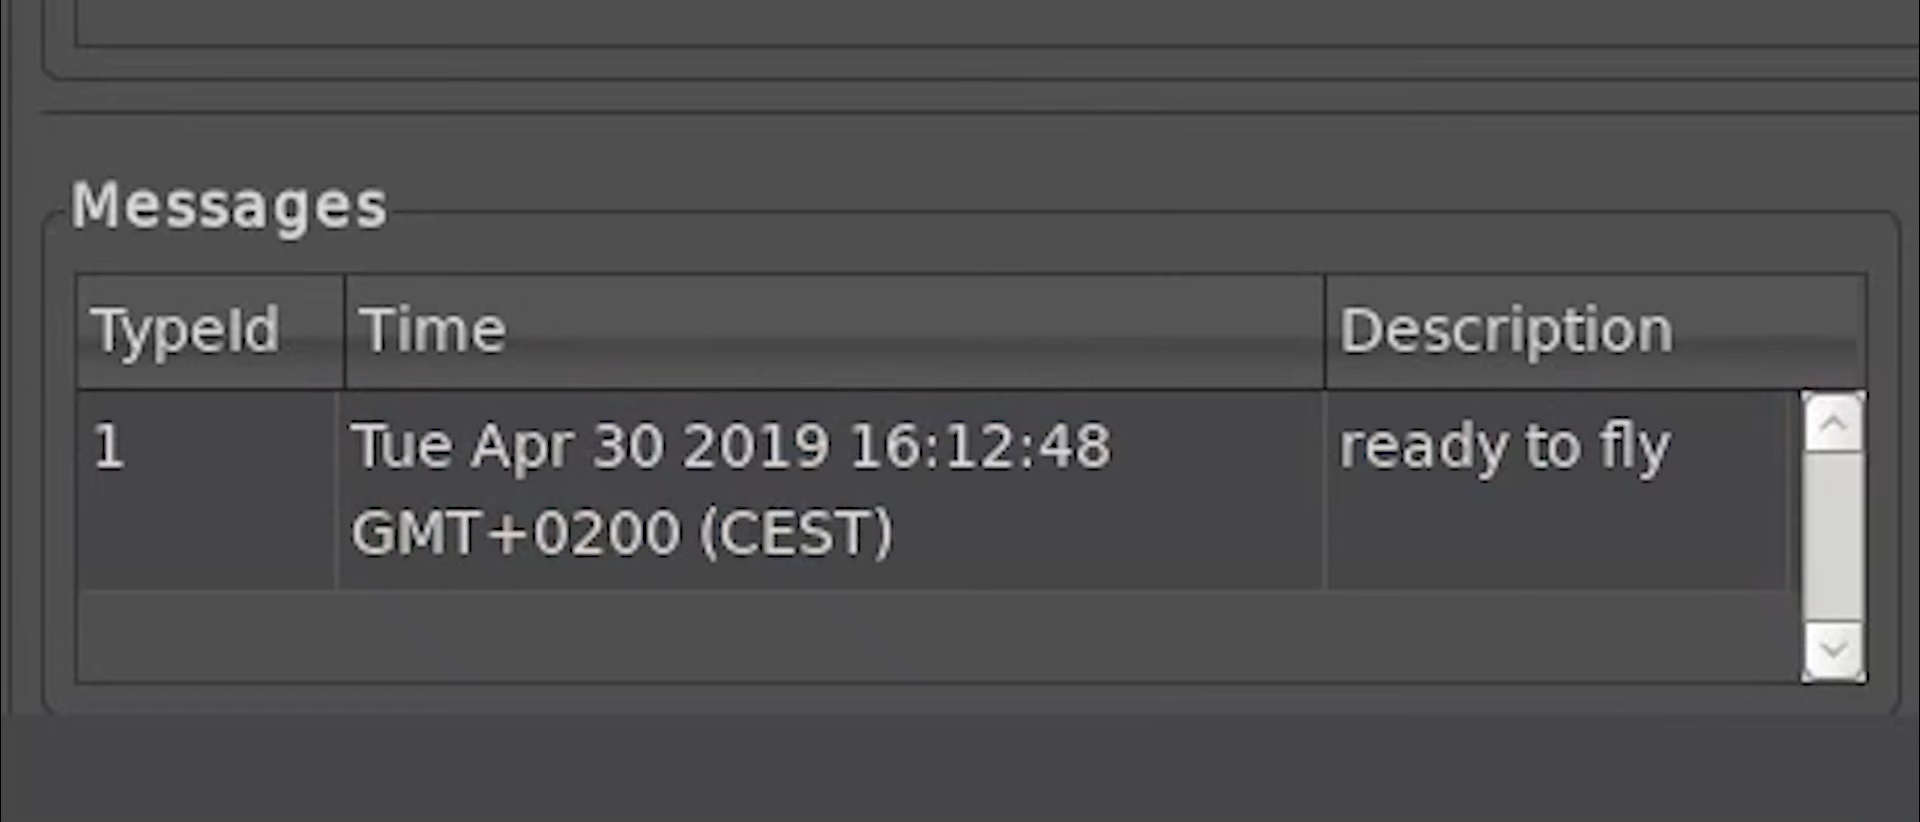 Messages
TypeId Time Description
1 Tue Apr 30 2019 16:12:48 ready to fly
GMT+0200 (CEST)